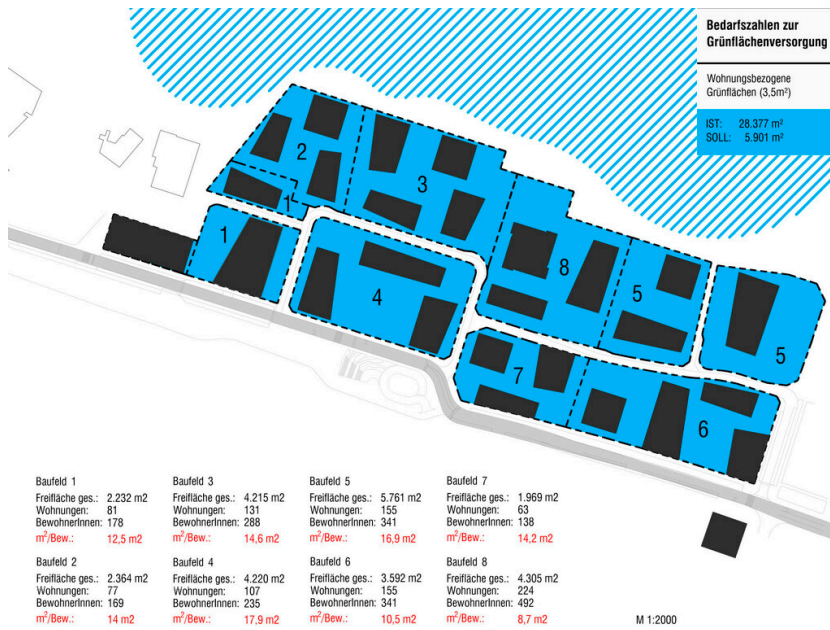 Bedarfszahlen zur
Grünflächenversorgung
Wohnungsbezogene
Grünflächen (3,5m²)
IST: 28.377 m²
SOLL: 5.901 m²
2
3
1
1
8
5
4
5
7
6
Baufeld 1
Freifläche ges.: 2.232 m2
Wohnungen: 81
BewohnerInnen: 178
m²/Bew.: 12,5 m2
Baufeld 3
Freifläche ges.: 4.215 m2
Wohnungen: 131
BewohnerInnen: 288
m²/Bew.: 14,6 m2
Baufeld 5
Freifläche ges.: 5.761 m2
Wohnungen: 155
BewohnerInnen: 341
m²/Bew.: 16,9 m2
Baufeld 7
Freifläche ges.: 1.969 m2
Wohnungen: 63
BewohnerInnen: 138
m²/Bew.: 14,2 m2
Baufeld 2
Freifläche ges.: 2.364 m2
Wohnungen: 77
BewohnerInnen: 169
m²/Bew.: 14 m2
Baufeld 4
Freifläche ges.: 4.220 m2
Wohnungen: 107
BewohnerInnen: 235
m²/Bew.: 17,9 m2
Baufeld 6
Freifläche ges.: 3.592 m2
Wohnungen: 155
BewohnerInnen: 341
m²/Bew.: 10,5 m2
Baufeld 8
Freifläche ges.: 4.305 m2
Wohnungen: 224
BewohnerInnen: 492
m²/Bew.: 8,7 m2
M 1:2000